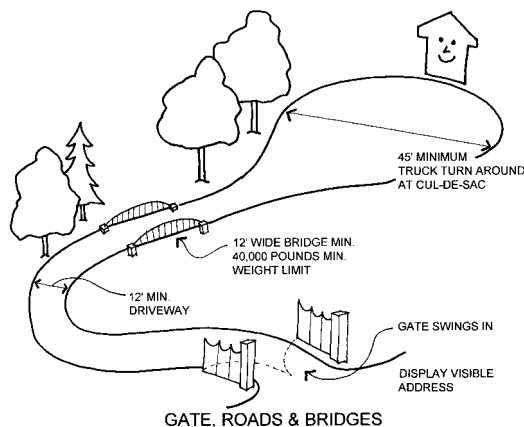 45' MINIMUM
TRUCK TURN AROUND
AT CUL-DE-SAC
12' WIDE BRIDGE MIN.
40,000 POUNDS MIN.
WEIGHT LIMIT
12' MIN.
DRIVEWAY
GATE SWINGS IN
DISPLAY VISIBLE
ADDRESS
GATE, ROADS & BRIDGES